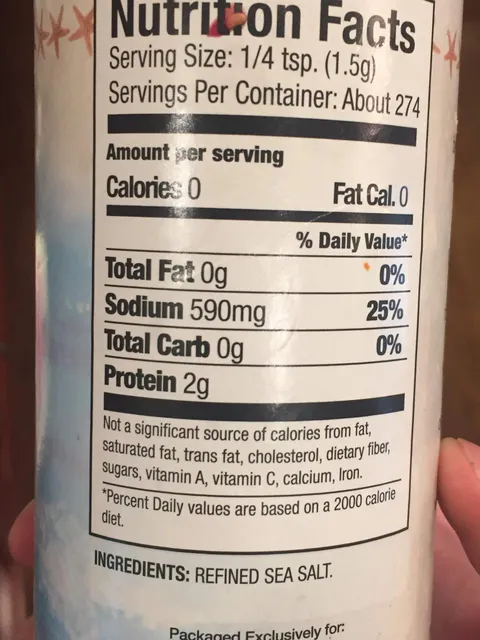 Nutrition Facts
Serving Size: 1/4 tsp. (1.5g)
Servings Per Container: About 274
Amount per serving
Calories 0 Fat Cal. 0
% Daily Value*
Total Fat 0g 0%
Sodium 590mg 25%
Total Carb 0g 0%
Protein 2g
Not a significant source of calories from fat,
saturated fat, trans fat, cholesterol, dietary fiber,
sugars, vitamin A, vitamin C, calcium, Iron.
*Percent Daily values are based on a 2000 calorie
diet.
INGREDIENTS: REFINED SEA SALT.
Packaged Exclusively for: